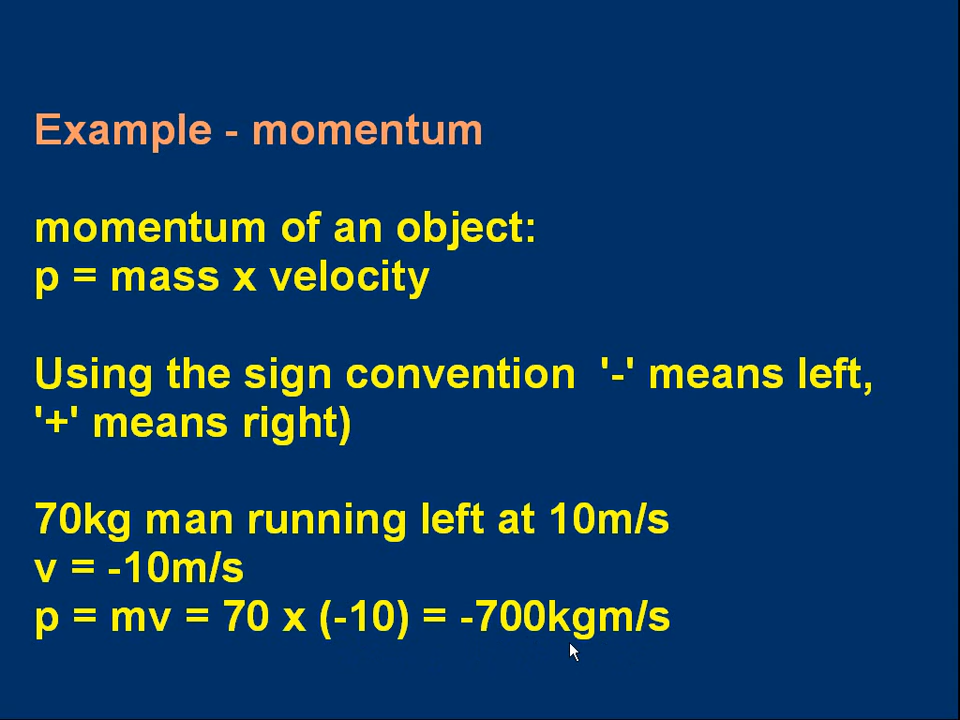 Example - momentum
momentum of an object:
p = mass x velocity
Using the sign convention  '-' means left,
'+' means right)
70kg man running left at 10m/s
v = -10m/s
p = mv = 70 x (-10) = -700kgm/s